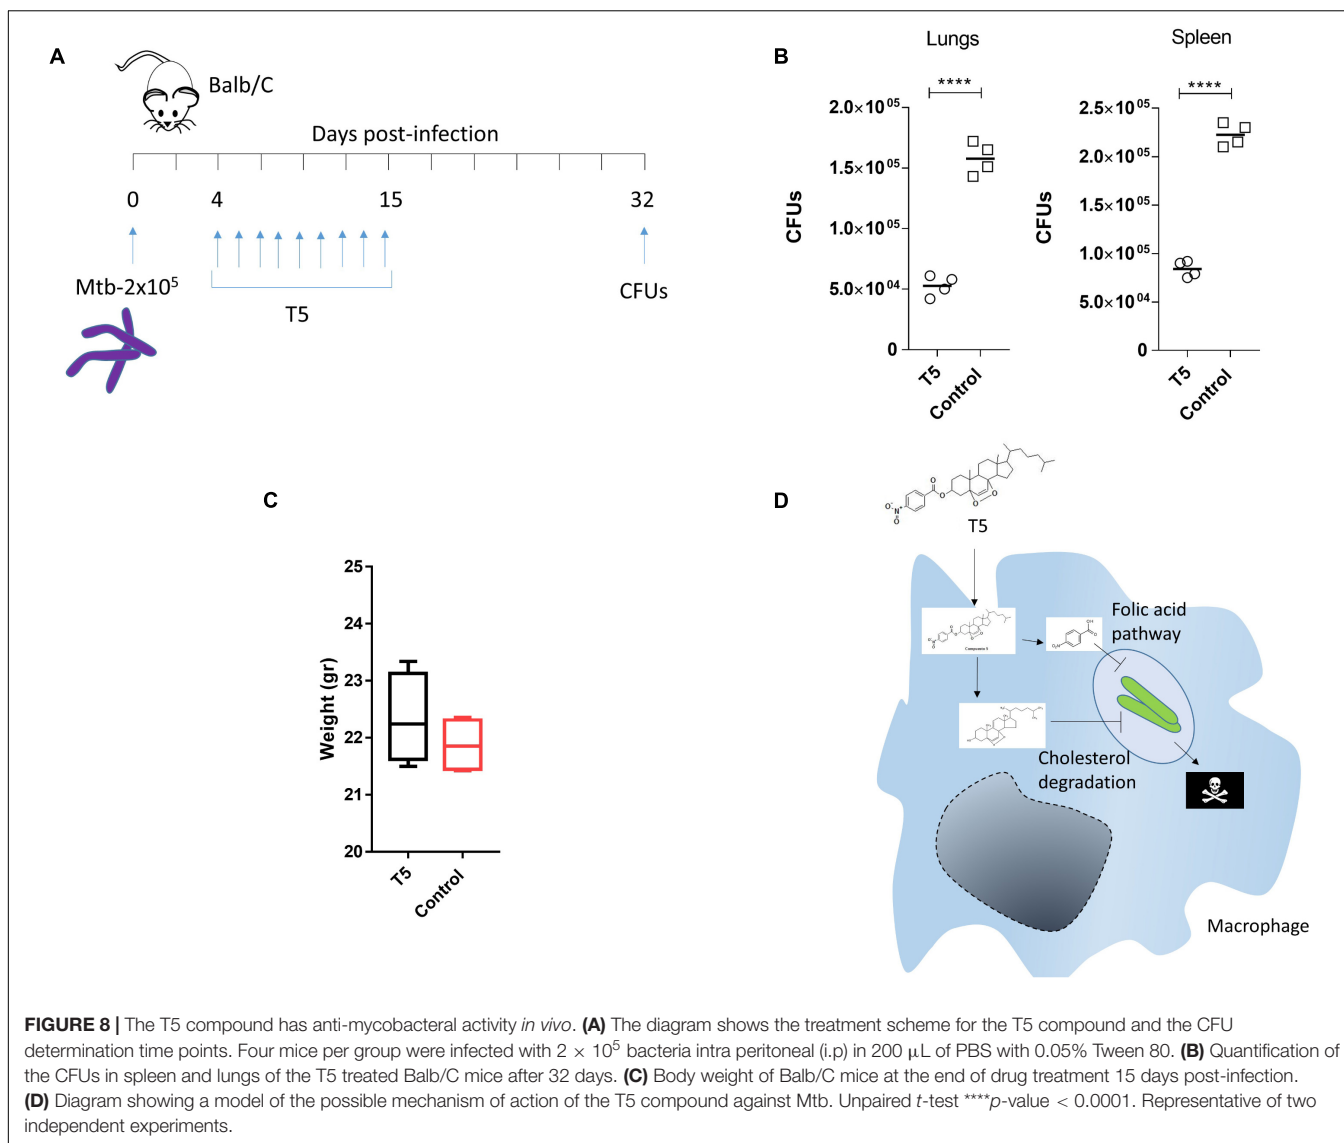 A
Balb/C
Days post-infection
0 4 15 32
Mtb-2x10⁵
T5
CFUs
B
Lungs
****
CFUs
2.0×10⁰⁵
1.5×10⁰⁵
1.0×10⁰⁵
5.0×10⁰⁴
0
T5
Control
Spleen
****
CFUs
2.5×10⁰⁵
2.0×10⁰⁵
1.5×10⁰⁵
1.0×10⁰⁵
5.0×10⁰⁴
0
T5
Control
C
Weight (gr)
25
24
23
22
21
20
T5
Control
D
T5
Folic acid
pathway
Cholesterol
degradation
Macrophage
FIGURE 8 | The T5 compound has anti-mycobacteral activity in vivo. (A) The diagram shows the treatment scheme for the T5 compound and the CFU
determination time points. Four mice per group were infected with 2 × 10⁵ bacteria intra peritoneal (i.p) in 200 μL of PBS with 0.05% Tween 80. (B) Quantification of
the CFUs in spleen and lungs of the T5 treated Balb/C mice after 32 days. (C) Body weight of Balb/C mice at the end of drug treatment 15 days post-infection.
(D) Diagram showing a model of the possible mechanism of action of the T5 compound against Mtb. Unpaired t-test ****p-value < 0.0001. Representative of two
independent experiments.